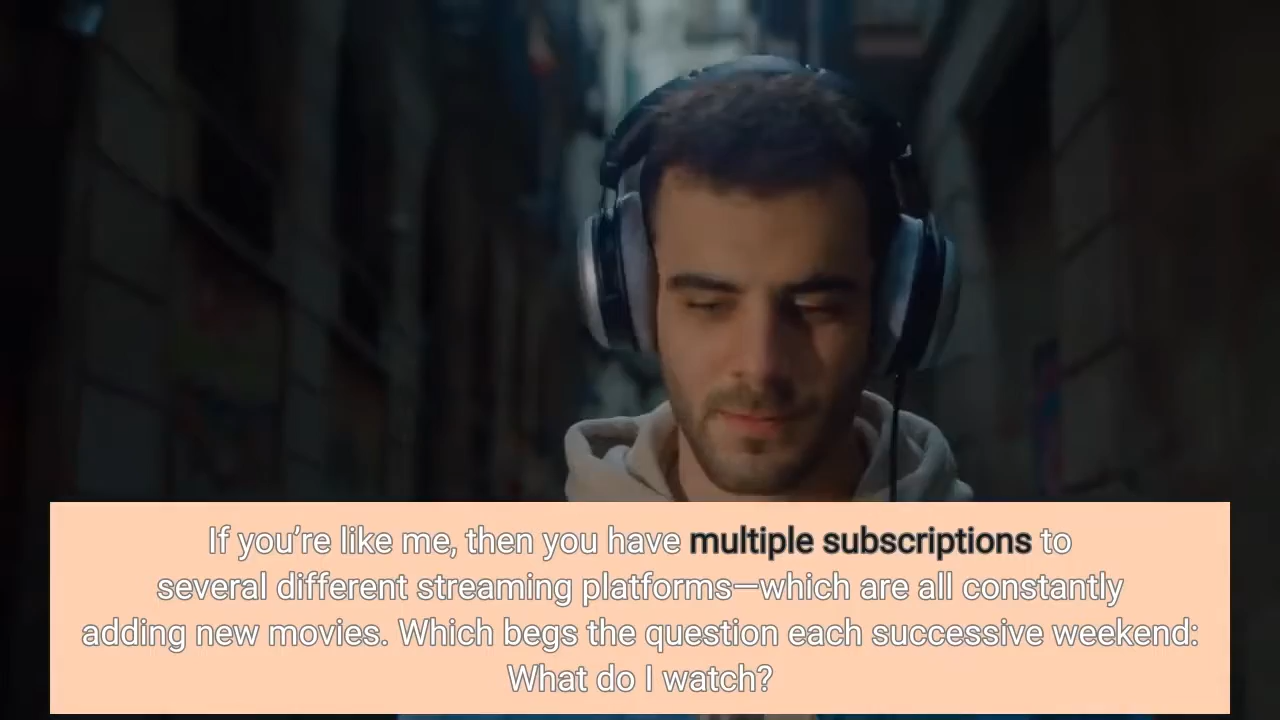 If you’re like me, then you have multiple subscriptions to
several different streaming platforms—which are all constantly
adding new movies. Which begs the question each successive weekend:
What do I watch?